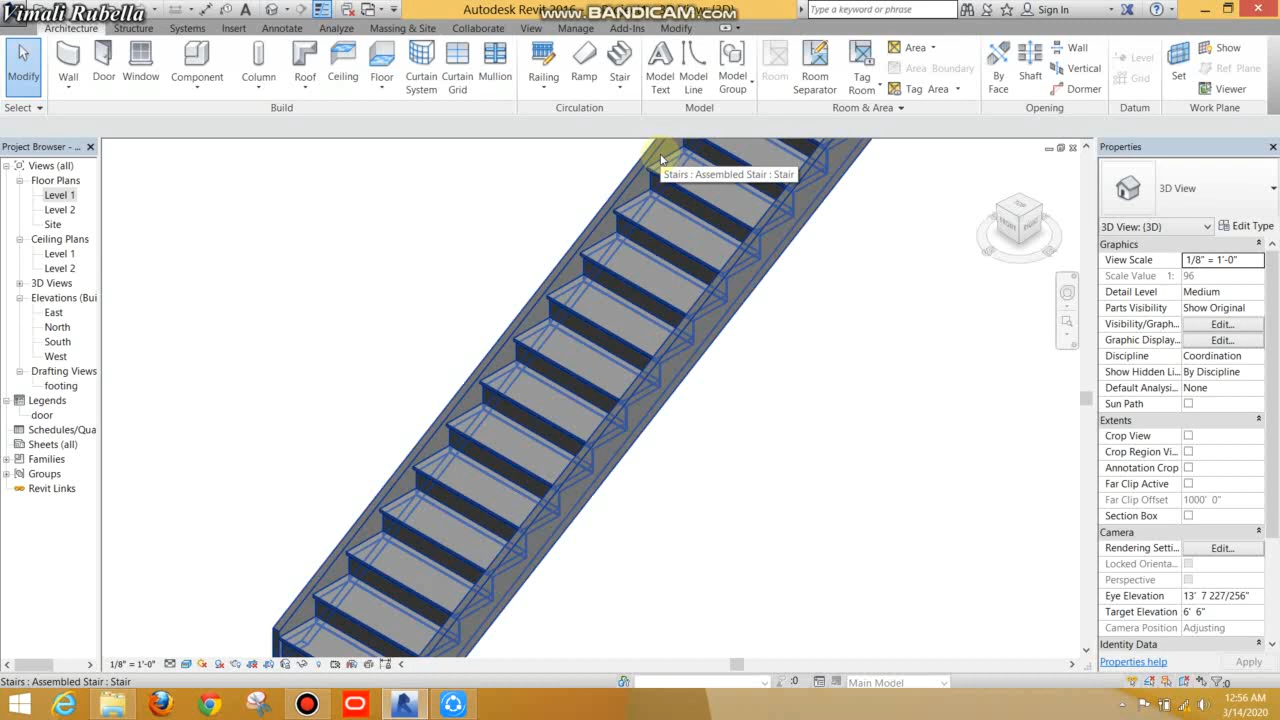 Vimali Rubella
Autodesk Revit 2016
WWW.BANDICAM.COM
Type a keyword or phrase
Sign In
Architecture Structure Systems Insert Annotate Analyze Massing & Site Collaborate View Add-Ins Manage Modify
Modify Wall Door Window Component Column Roof Ceiling Floor Curtain System Curtain Grid Mullion Railing Ramp Stair Model Text Model Line Model Group Room Room Separator Tag Room Area Area Boundary Tag Area By Face Shaft Wall Vertical Dormer Level Grid Set Show Ref Plane Viewer
Select Build Circulation Model Room & Area Opening Datum Work Plane
Project Browser - ...
Views (all)
Floor Plans
Level 1
Level 2
Site
Ceiling Plans
Level 1
Level 2
3D Views
Elevations (Bui
East
North
South
West
Drafting Views
footing
Legends
door
Schedules/Qua
Sheets (all)
Families
Groups
Revit Links
Stairs : Assembled Stair : Stair
TOP
FRONT
RIGHT
Properties
3D View
3D View: {3D} Edit Type
Graphics
View Scale 1/8" = 1'-0"
Scale Value 1: 96
Detail Level Medium
Parts Visibility Show Original
Visibility/Graph... Edit...
Graphic Display... Edit...
Discipline Coordination
Show Hidden Li... By Discipline
Default Analysi... None
Sun Path
Extents
Crop View
Crop Region Vi...
Annotation Crop
Far Clip Active
Far Clip Offset 1000' 0"
Section Box
Camera
Rendering Setti... Edit...
Locked Orienta...
Perspective
Eye Elevation 13' 7 227/256"
Target Elevation 6' 6"
Camera Position Adjusting
Identity Data
Properties help Apply
1/8" = 1'-0"
Stairs : Assembled Stair : Stair
:0
Main Model
:0
12:56 AM
3/14/2020